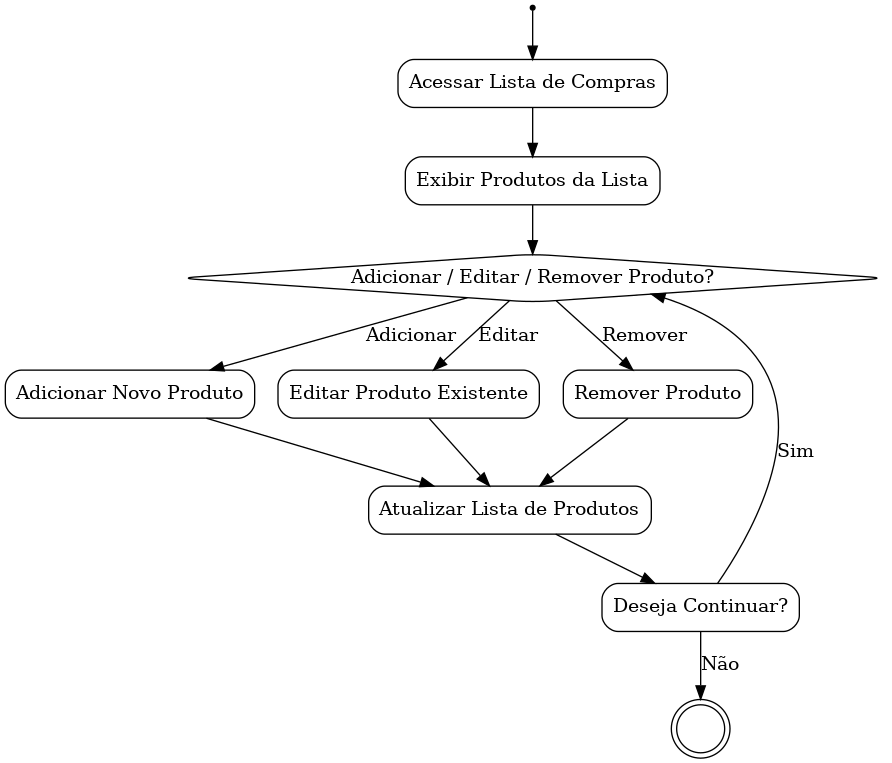 Acessar Lista de Compras
Exibir Produtos da Lista
Adicionar / Editar / Remover Produto?
Adicionar
Editar
Remover
Adicionar Novo Produto
Editar Produto Existente
Remover Produto
Sim
Atualizar Lista de Produtos
Deseja Continuar?
Não